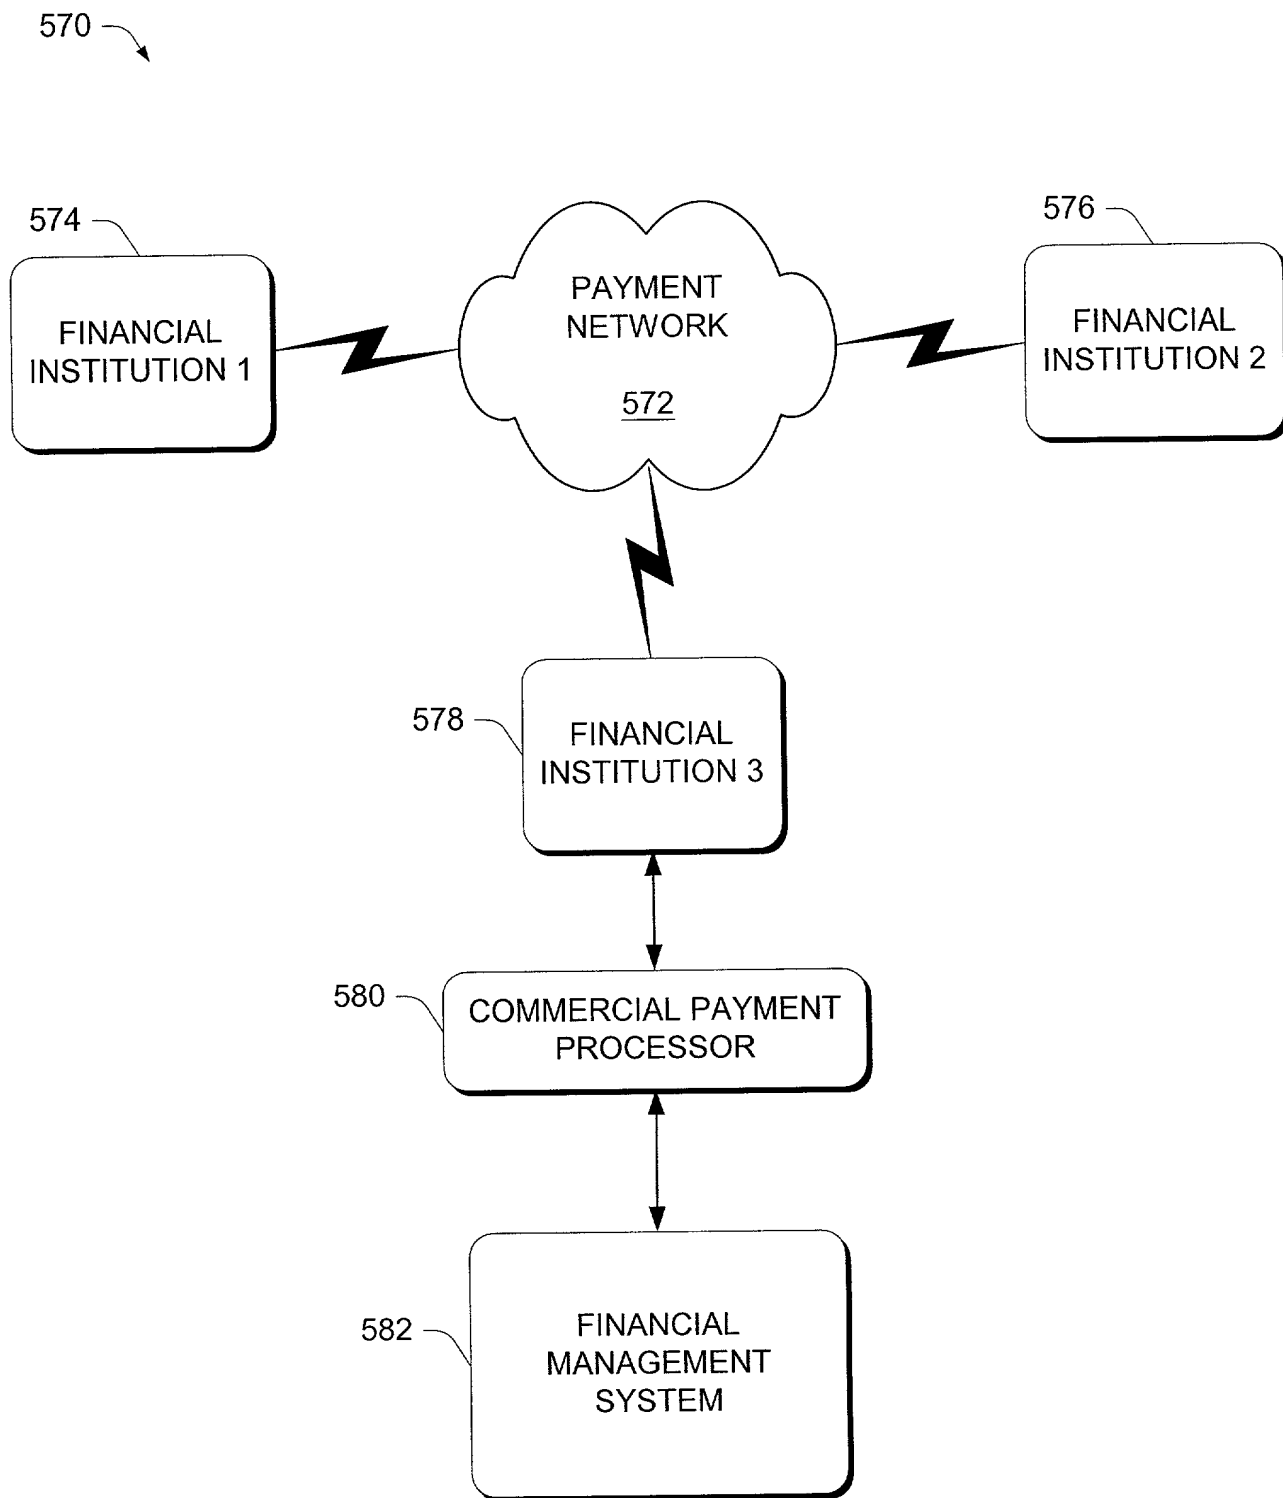 570
574
576
FINANCIAL
INSTITUTION 1
PAYMENT
NETWORK
572
FINANCIAL
INSTITUTION 2
578
FINANCIAL
INSTITUTION 3
580
COMMERCIAL PAYMENT
PROCESSOR
582
FINANCIAL
MANAGEMENT
SYSTEM